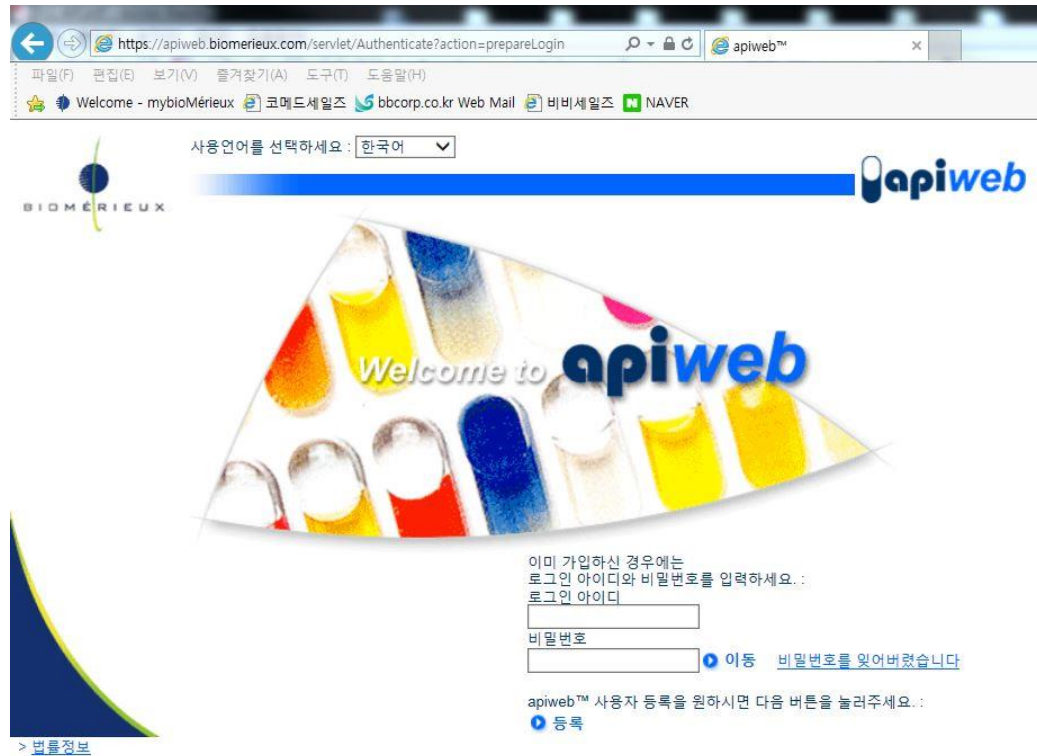 https://apiweb.biomerieux.com/servlet/Authenticate?action=prepareLogin
apiweb™
파일(F) 편집(E) 보기(V) 즐겨찾기(A) 도구(T) 도움말(H)
Welcome - mybioMérieux 코메드세일즈 bbcorp.co.kr Web Mail 비비세일즈 NAVER
사용언어를 선택하세요 : 한국어
BIOMÉRIEUX
apiweb
Welcome to apiweb
이미 가입하신 경우에는
로그인 아이디와 비밀번호를 입력하세요. :
로그인 아이디
비밀번호
이동 비밀번호를 잊어버렸습니다
apiweb™ 사용자 등록을 원하시면 다음 버튼을 눌러주세요. :
등록
> 법률정보